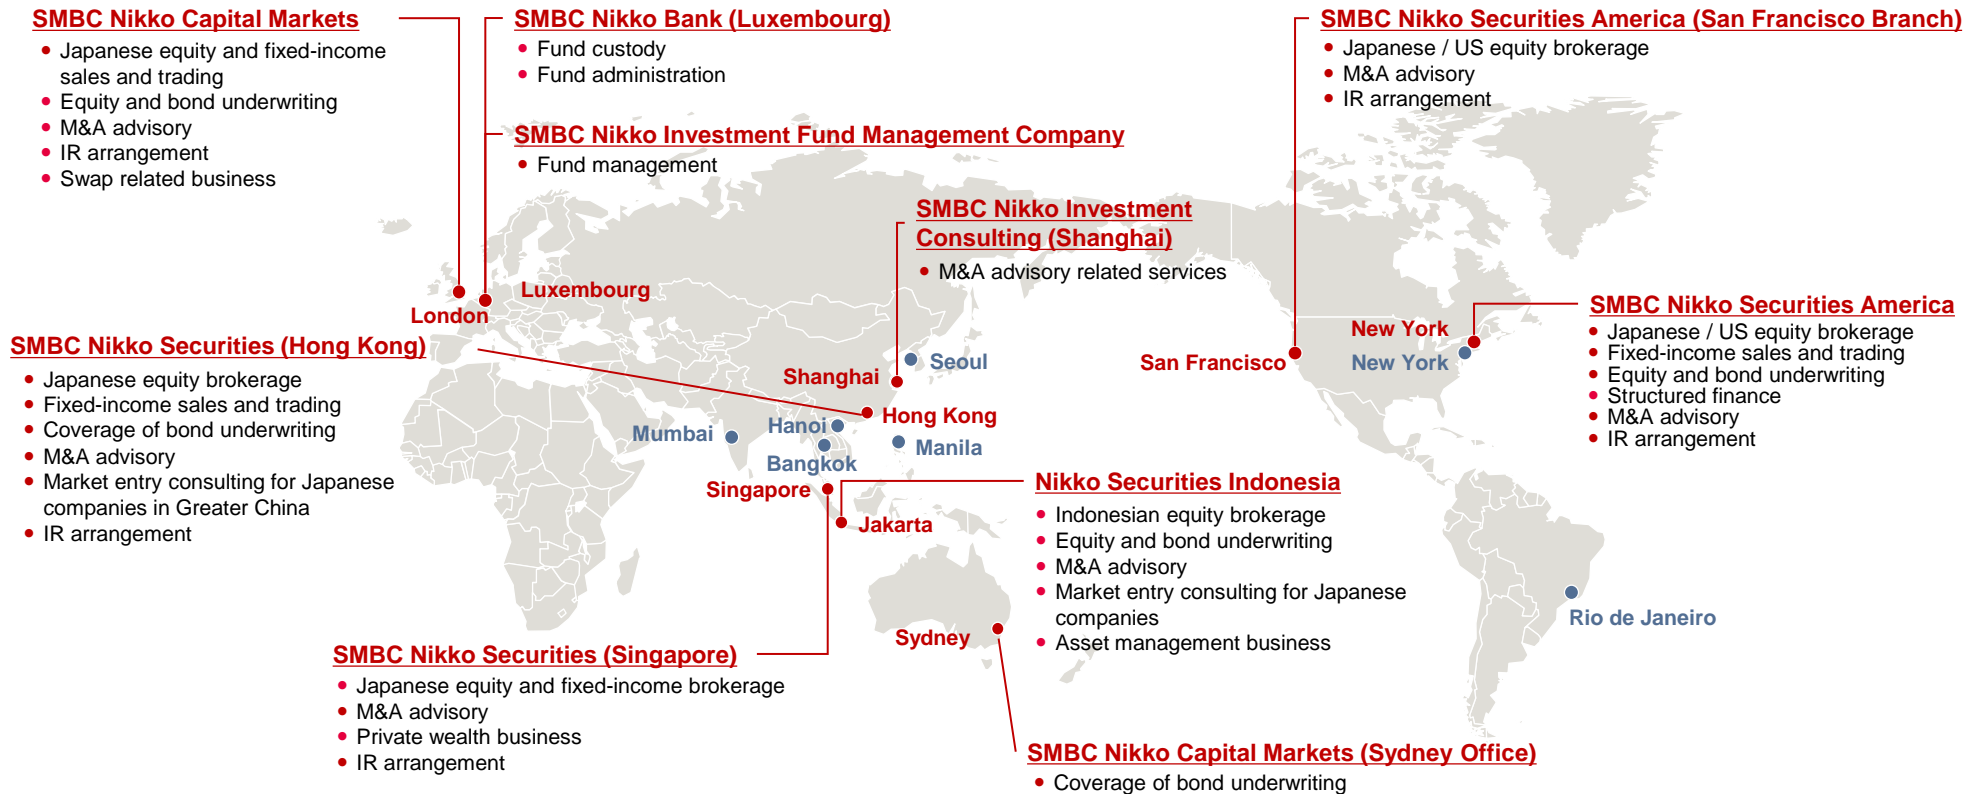 SMBC Nikko Capital Markets
• Japanese equity and fixed-income
sales and trading
• Equity and bond underwriting
• M&A advisory
• IR arrangement
• Swap related business
SMBC Nikko Bank (Luxembourg)
• Fund custody
• Fund administration
SMBC Nikko Investment Fund Management Company
• Fund management
SMBC Nikko Securities America (San Francisco Branch)
• Japanese / US equity brokerage
• M&A advisory
• IR arrangement
SMBC Nikko Investment
Consulting (Shanghai)
• M&A advisory related services
Luxembourg
London
SMBC Nikko Securities (Hong Kong)
• Japanese equity brokerage
• Fixed-income sales and trading
• Coverage of bond underwriting
• M&A advisory
• Market entry consulting for Japanese
companies in Greater China
• IR arrangement
Seoul
Shanghai
Hong Kong
Hanoi
Mumbai
Manila
Bangkok
Singapore
Jakarta
San Francisco
New York
New York
SMBC Nikko Securities America
• Japanese / US equity brokerage
• Fixed-income sales and trading
• Equity and bond underwriting
• Structured finance
• M&A advisory
• IR arrangement
Nikko Securities Indonesia
• Indonesian equity brokerage
• Equity and bond underwriting
• M&A advisory
• Market entry consulting for Japanese
companies
• Asset management business
Rio de Janeiro
Sydney
SMBC Nikko Securities (Singapore)
• Japanese equity and fixed-income brokerage
• M&A advisory
• Private wealth business
• IR arrangement
SMBC Nikko Capital Markets (Sydney Office)
• Coverage of bond underwriting